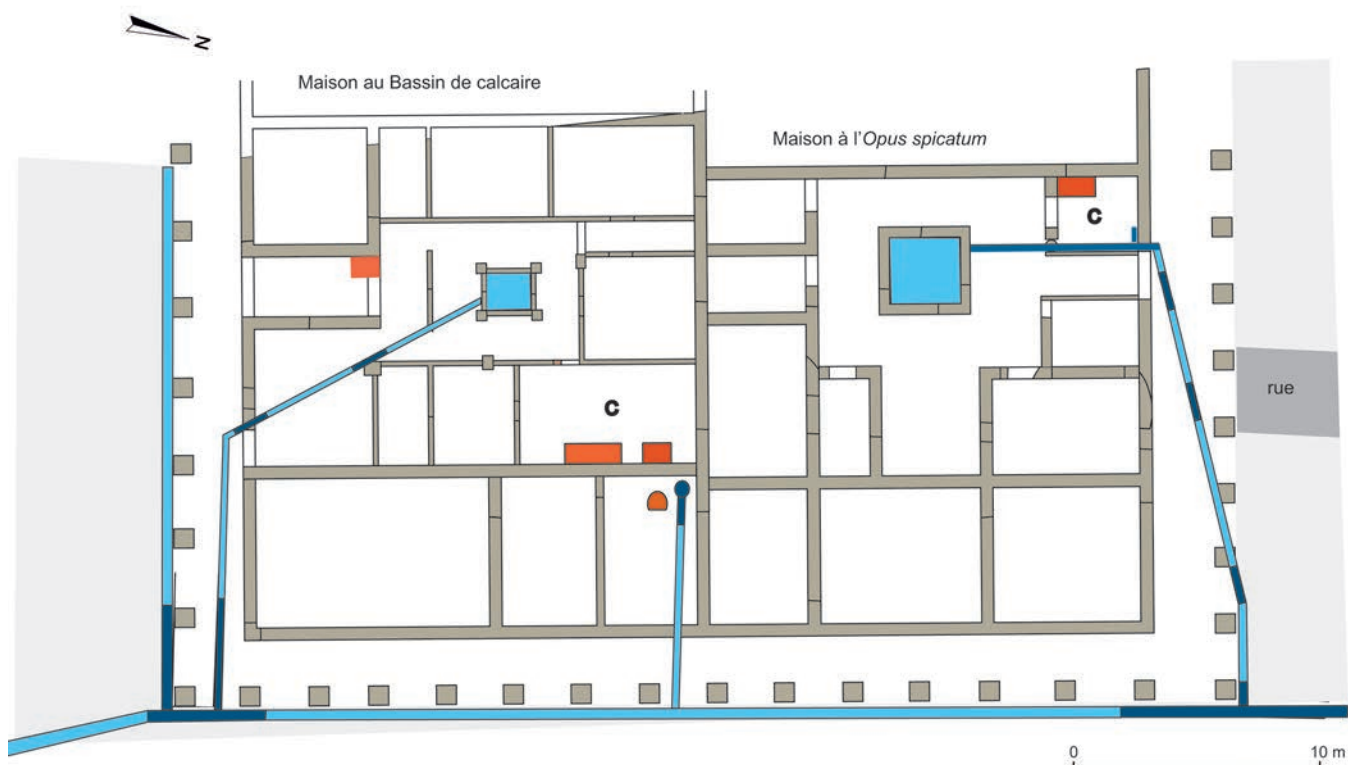 N
Maison au Bassin de calcaire
Maison à l'Opus spicatum
C
rue
C
0 10 m